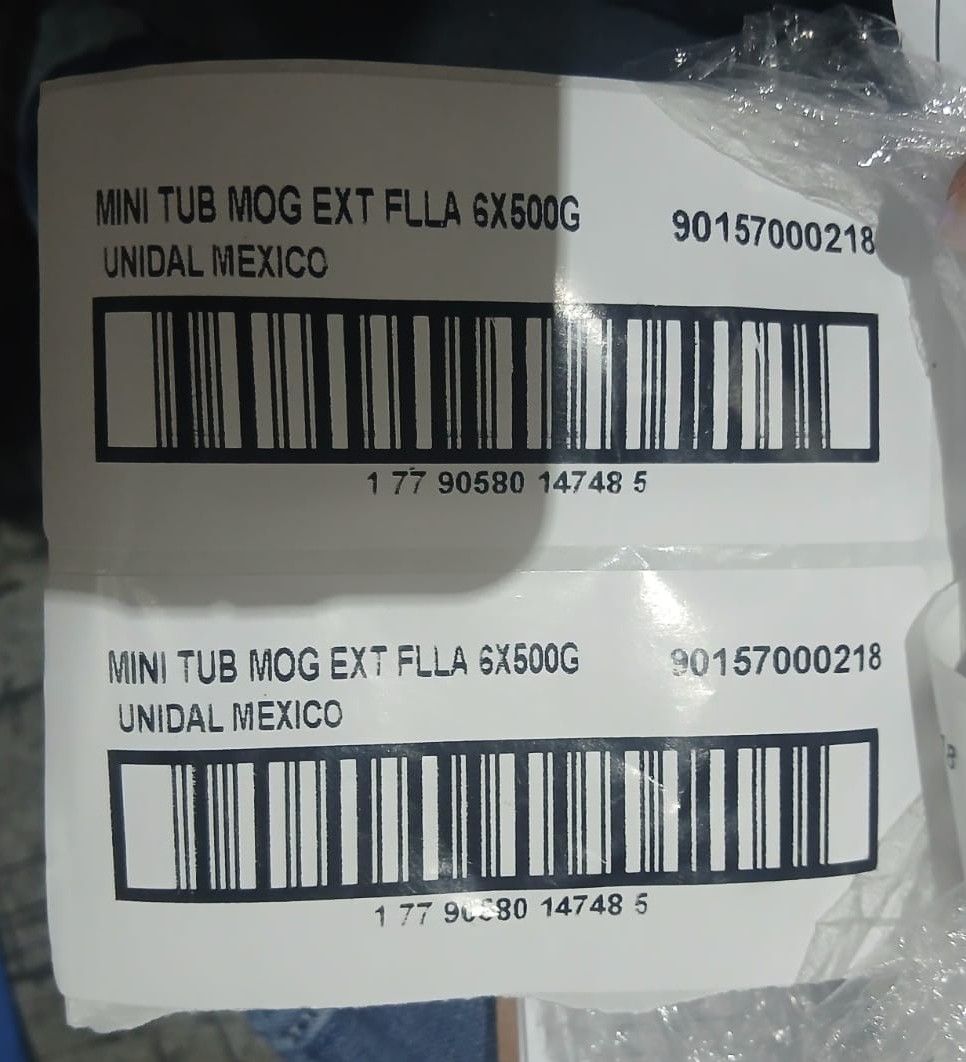 MINI TUB MOG EXT FLLA 6X500G 90157000218
UNIDAL MEXICO
1 77 90580 14748 5
MINI TUB MOG EXT FLLA 6X500G 90157000218
UNIDAL MEXICO
1 77 90580 14748 5